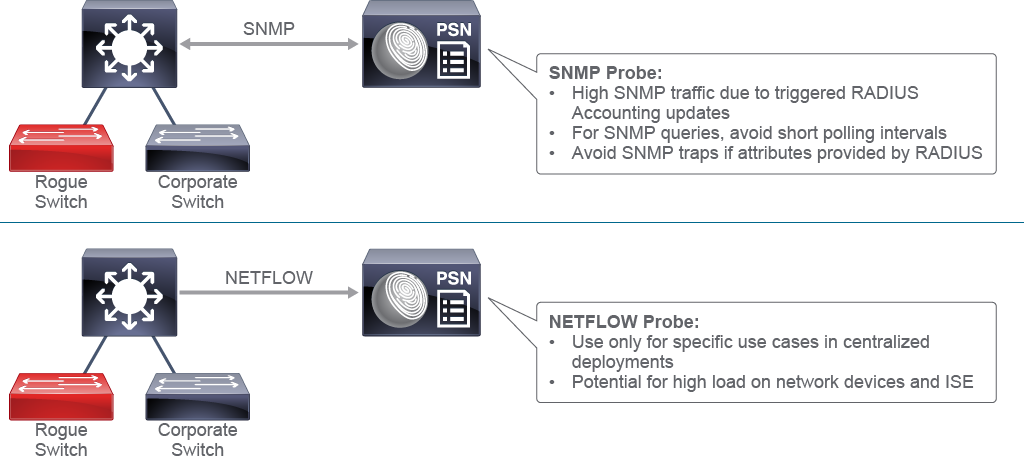 SNMP
PSN
SNMP Probe:
• High SNMP traffic due to triggered RADIUS
Accounting updates
• For SNMP queries, avoid short polling intervals
• Avoid SNMP traps if attributes provided by RADIUS
Rogue
Switch
Corporate
Switch
NETFLOW
PSN
NETFLOW Probe:
• Use only for specific use cases in centralized
deployments
• Potential for high load on network devices and ISE
Rogue
Switch
Corporate
Switch